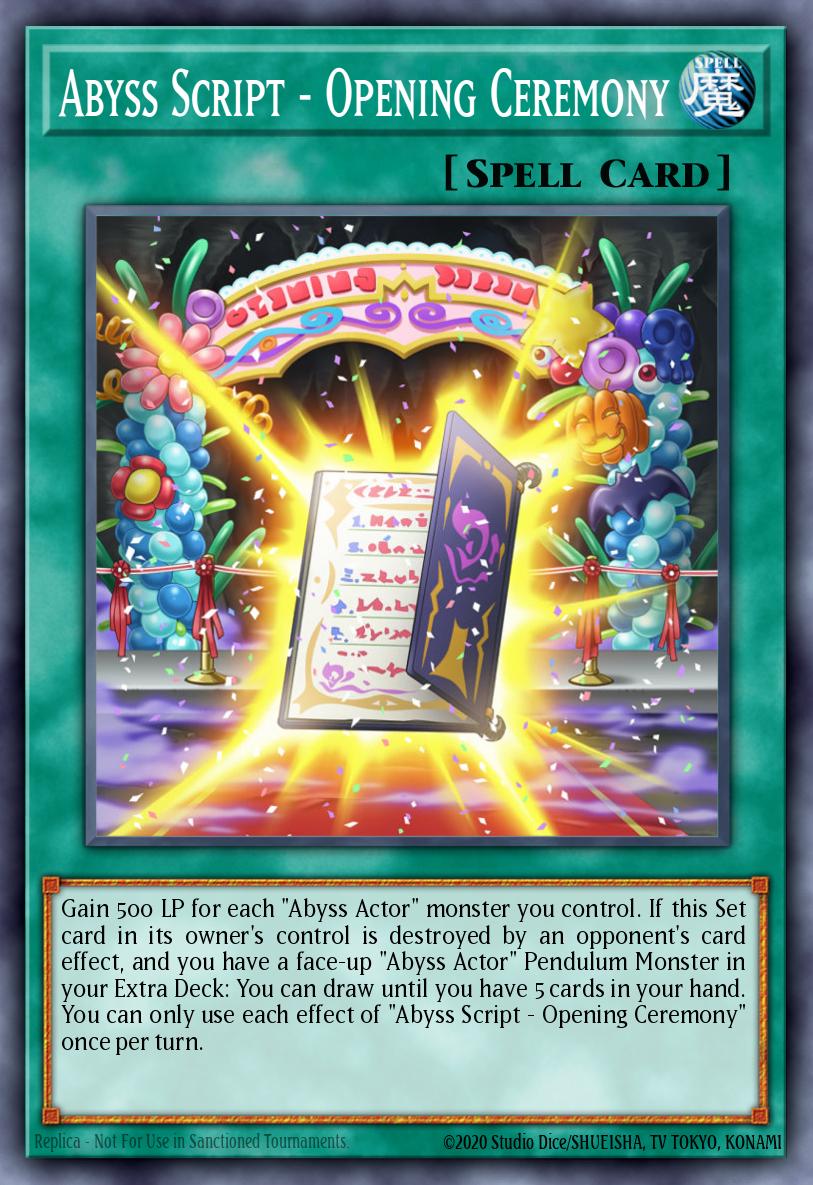 Abyss Script - Opening Ceremony
SPELL
魔
[ Spell Card ]
Gain 500 LP for each "Abyss Actor" monster you control. If this Set
card in its owner's control is destroyed by an opponent's card
effect, and you have a face-up "Abyss Actor" Pendulum Monster in
your Extra Deck: You can draw until you have 5 cards in your hand.
You can only use each effect of "Abyss Script - Opening Ceremony"
once per turn.
Replica - Not For Use in Sanctioned Tournaments.
©2020 Studio Dice/SHUEISHA, TV TOKYO, KONAMI